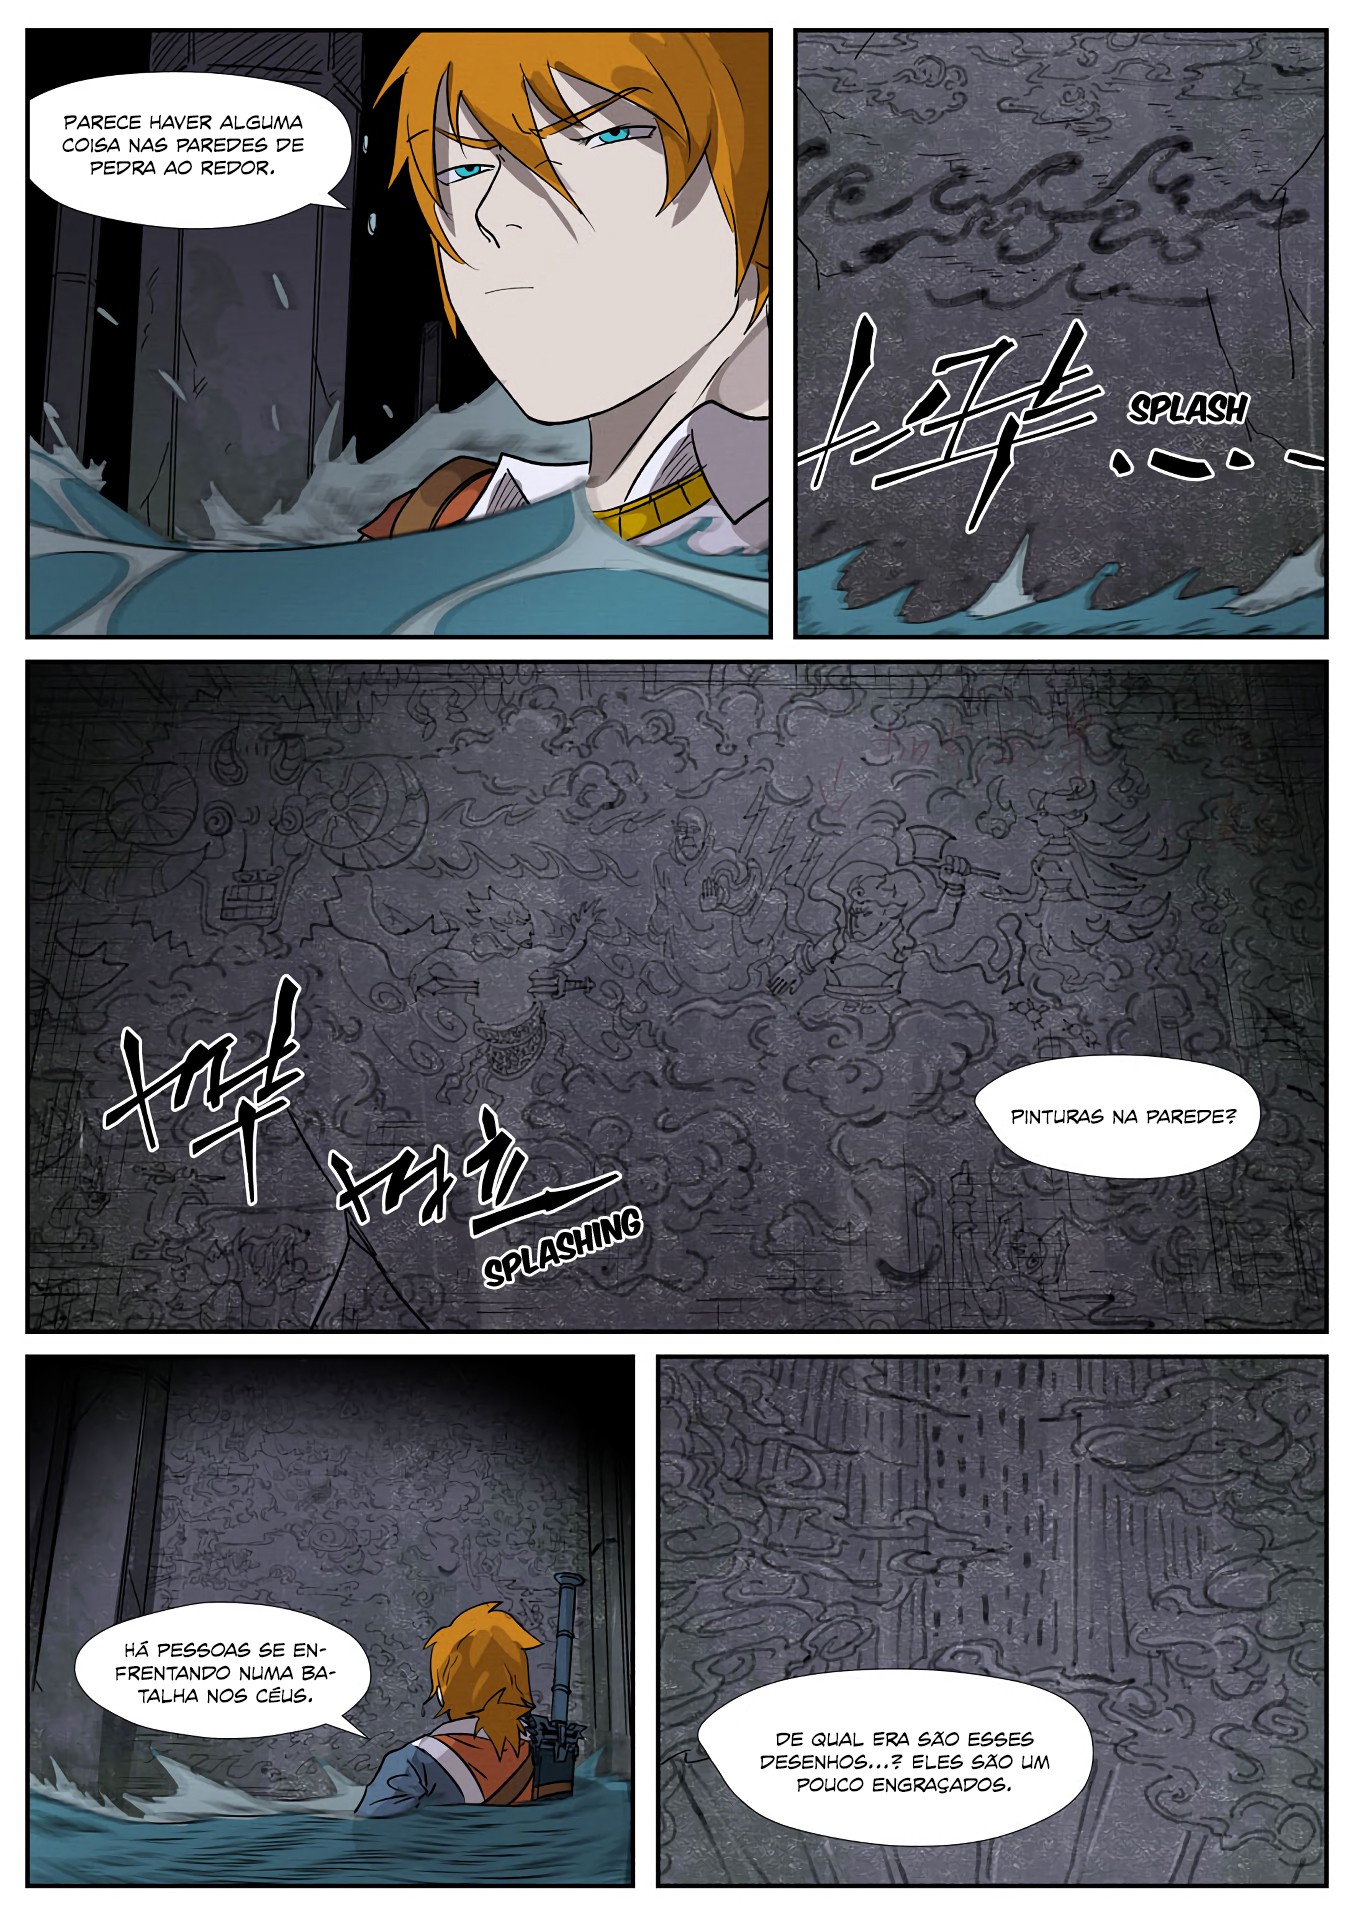 PARECE HAVER ALGUMA
COISA NAS PAREDES DE
PEDRA AO REDOR.
SPLASH
PINTURAS NA PAREDE?
SPLASHING
HÁ PESSOAS SE EN-
FRENTANDO NUMA BA-
TALHA NOS CÉUS.
DE QUAL ERA SÃO ESSES
DESENHOS...? ELES SÃO UM
POUCO ENGRAÇADOS.